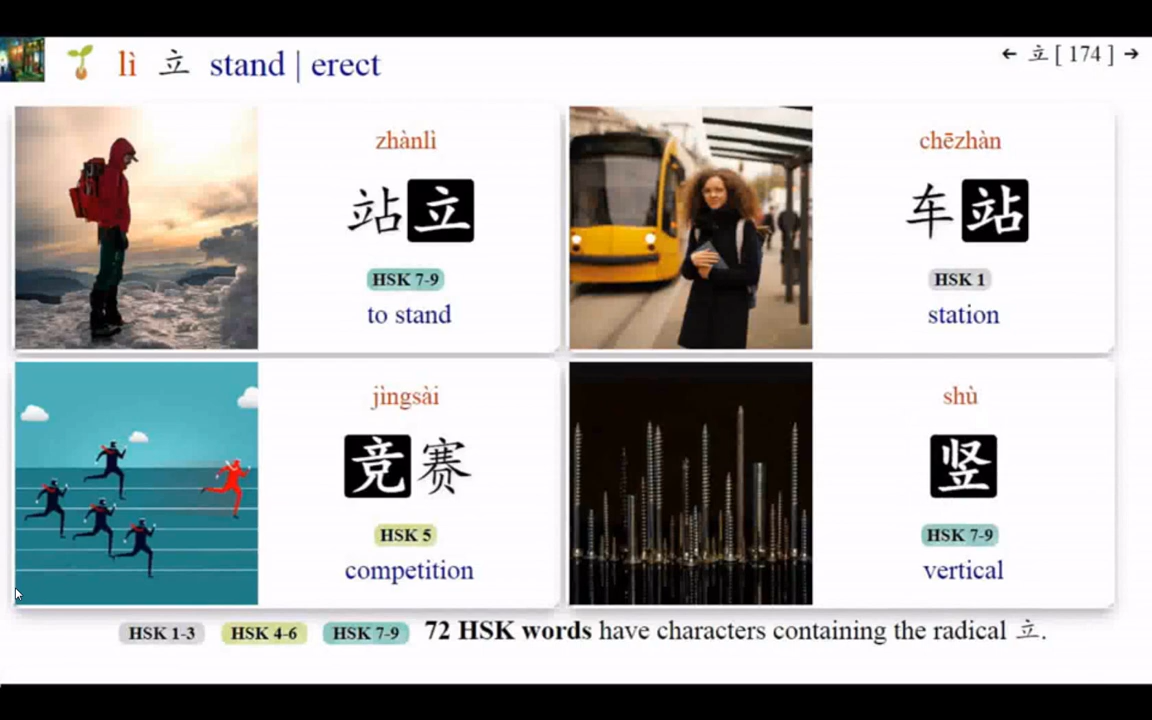 lì 立 stand | erect
← 立 [ 174 ] →
zhànlì
站立
HSK 7-9
to stand
chēzhàn
车站
HSK 1
station
jìngsài
竞赛
HSK 5
competition
shù
竖
HSK 7-9
vertical
HSK 1-3 HSK 4-6 HSK 7-9 72 HSK words have characters containing the radical 立.